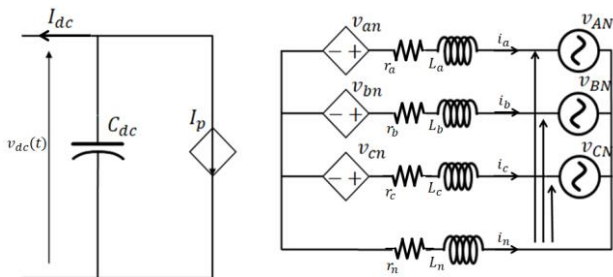 I_dc
C_dc
v_dc(t)
I_p
v_an
r_a L_a i_a
v_AN
v_bn
r_b L_b i_b
v_BN
v_cn
r_c L_c i_c
v_CN
r_n L_n i_n
− +
− +
− +